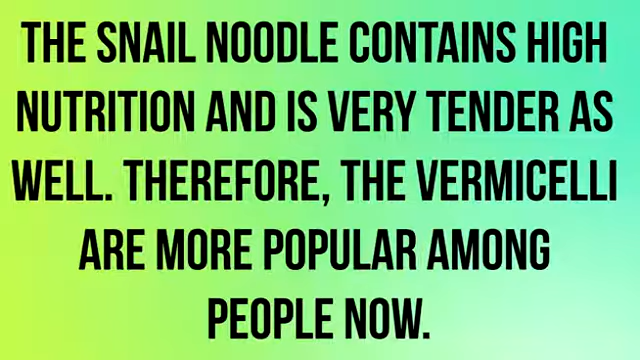 THE SNAIL NOODLE CONTAINS HIGH
NUTRITION AND IS VERY TENDER AS
WELL. THEREFORE, THE VERMICELLI
ARE MORE POPULAR AMONG
PEOPLE NOW.